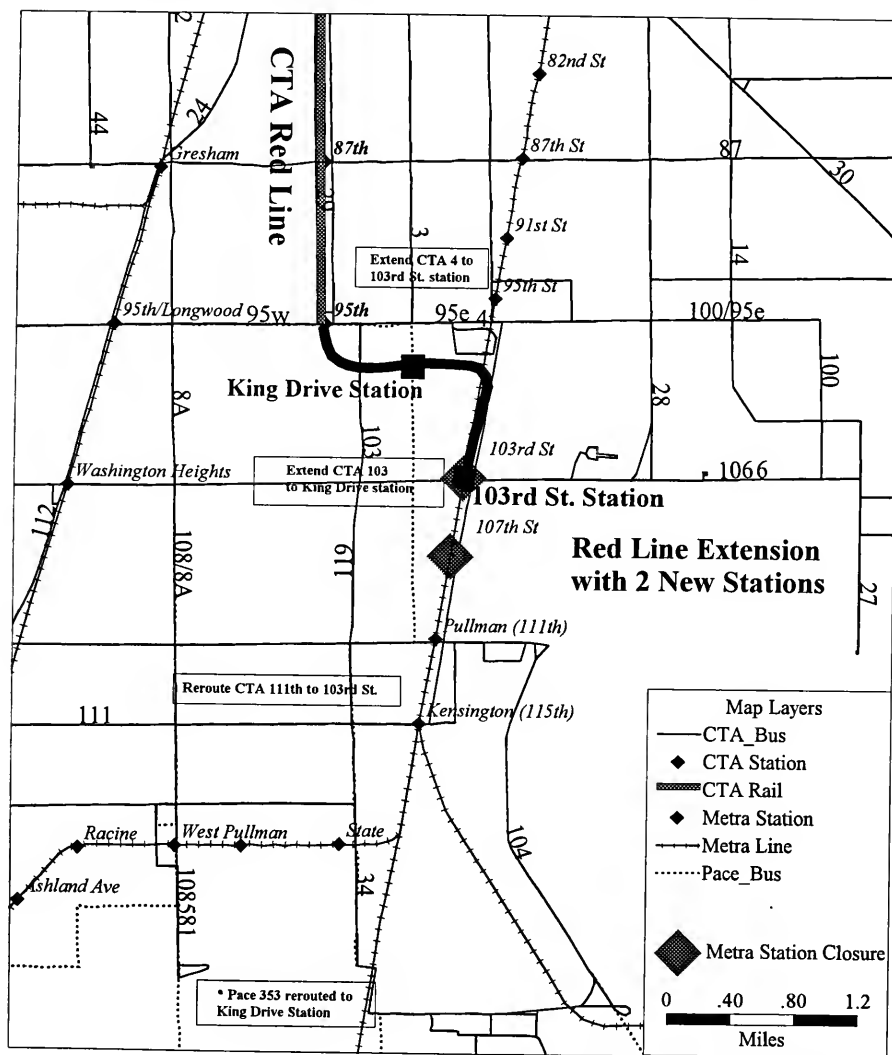 2
82nd St
44
24
CTA Red Line
Gresham
87th
87th St
87
30
3
91st St
14
Extend CTA 4 to
103rd St. station
95th St
95th/Longwood
95w
95th
95e
4
100/95e
King Drive Station
100
28
8A
103
103rd St
Washington Heights
Extend CTA 103
to King Drive station
106
103rd St. Station
107th St
112
108/8A
119
Red Line Extension
with 2 New Stations
27
Pullman (111th)
Reroute CTA 111th to 103rd St.
111
Kensington (115th)
Map Layers
CTA_Bus
CTA Station
CTA Rail
Metra Station
Metra Line
Pace_Bus
Metra Station Closure
0 .40 .80 1.2
Miles
Racine
West Pullman
State
104
Ashland Ave
34
* Pace 353 rerouted to
King Drive Station